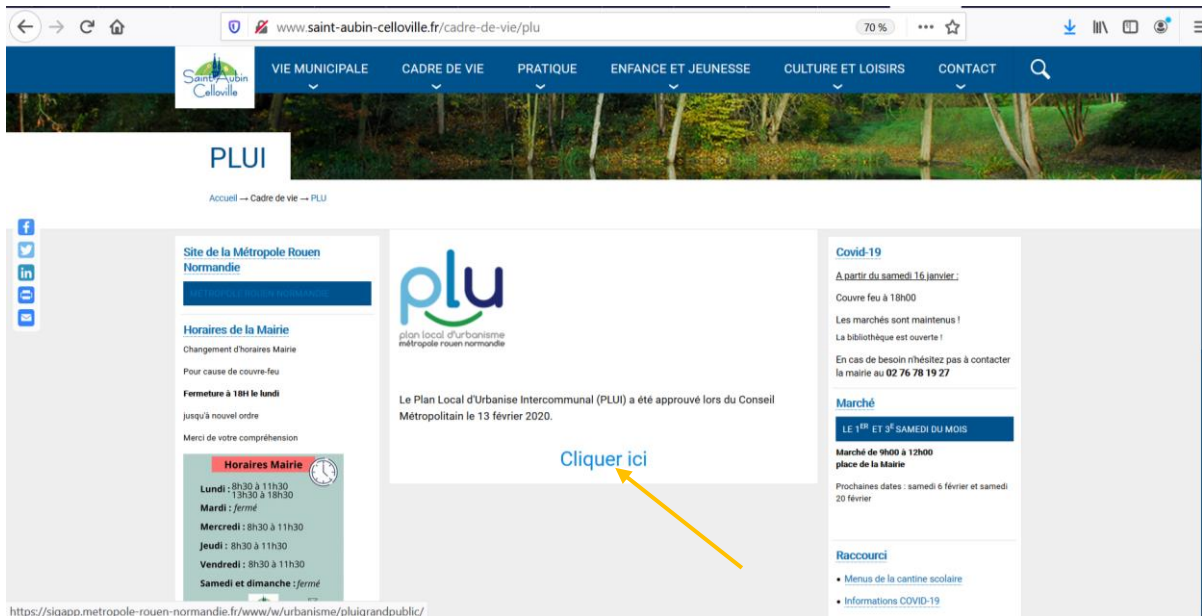 www.saint-aubin-celloville.fr/cadre-de-vie/plu
70 %
Saint Aubin
Celloville
VIE MUNICIPALE
CADRE DE VIE
PRATIQUE
ENFANCE ET JEUNESSE
CULTURE ET LOISIRS
CONTACT
PLUI
Accueil → Cadre de vie → PLU
Site de la Métropole Rouen
Normandie
METROPOLE ROUEN NORMANDIE
Horaires de la Mairie
Changement d'horaires Mairie
Pour cause de couvre-feu
Fermeture à 18H le lundi
jusqu'à nouvel ordre
Merci de votre compréhension
Horaires Mairie
Lundi : 8h30 à 11h30
13h30 à 18h30
Mardi : fermé
Mercredi : 8h30 à 11h30
Jeudi : 8h30 à 11h30
Vendredi : 8h30 à 11h30
Samedi et dimanche : fermé
plu
plan local d'urbanisme
métropole rouen normandie
Le Plan Local d'Urbanise Intercommunal (PLUI) a été approuvé lors du Conseil
Métropolitain le 13 février 2020.
Cliquer ici
Covid-19
A partir du samedi 16 janvier :
Couvre feu à 18h00
Les marchés sont maintenus !
La bibliothèque est ouverte !
En cas de besoin n'hésitez pas à contacter
la mairie au 02 76 78 19 27
Marché
LE 1ER ET 3E SAMEDI DU MOIS
Marché de 9h00 à 12h00
place de la Mairie
Prochaines dates : samedi 6 février et samedi
20 février
Raccourci
• Menus de la cantine scolaire
• Informations COVID-19
https://sigapp.metropole-rouen-normandie.fr/www/w/urbanisme/pluigrandpublic/